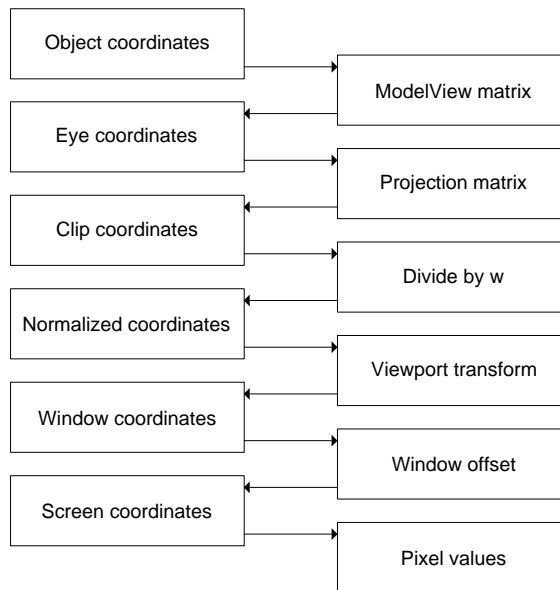 Object coordinates
ModelView matrix
Eye coordinates
Projection matrix
Clip coordinates
Divide by w
Normalized coordinates
Viewport transform
Window coordinates
Window offset
Screen coordinates
Pixel values